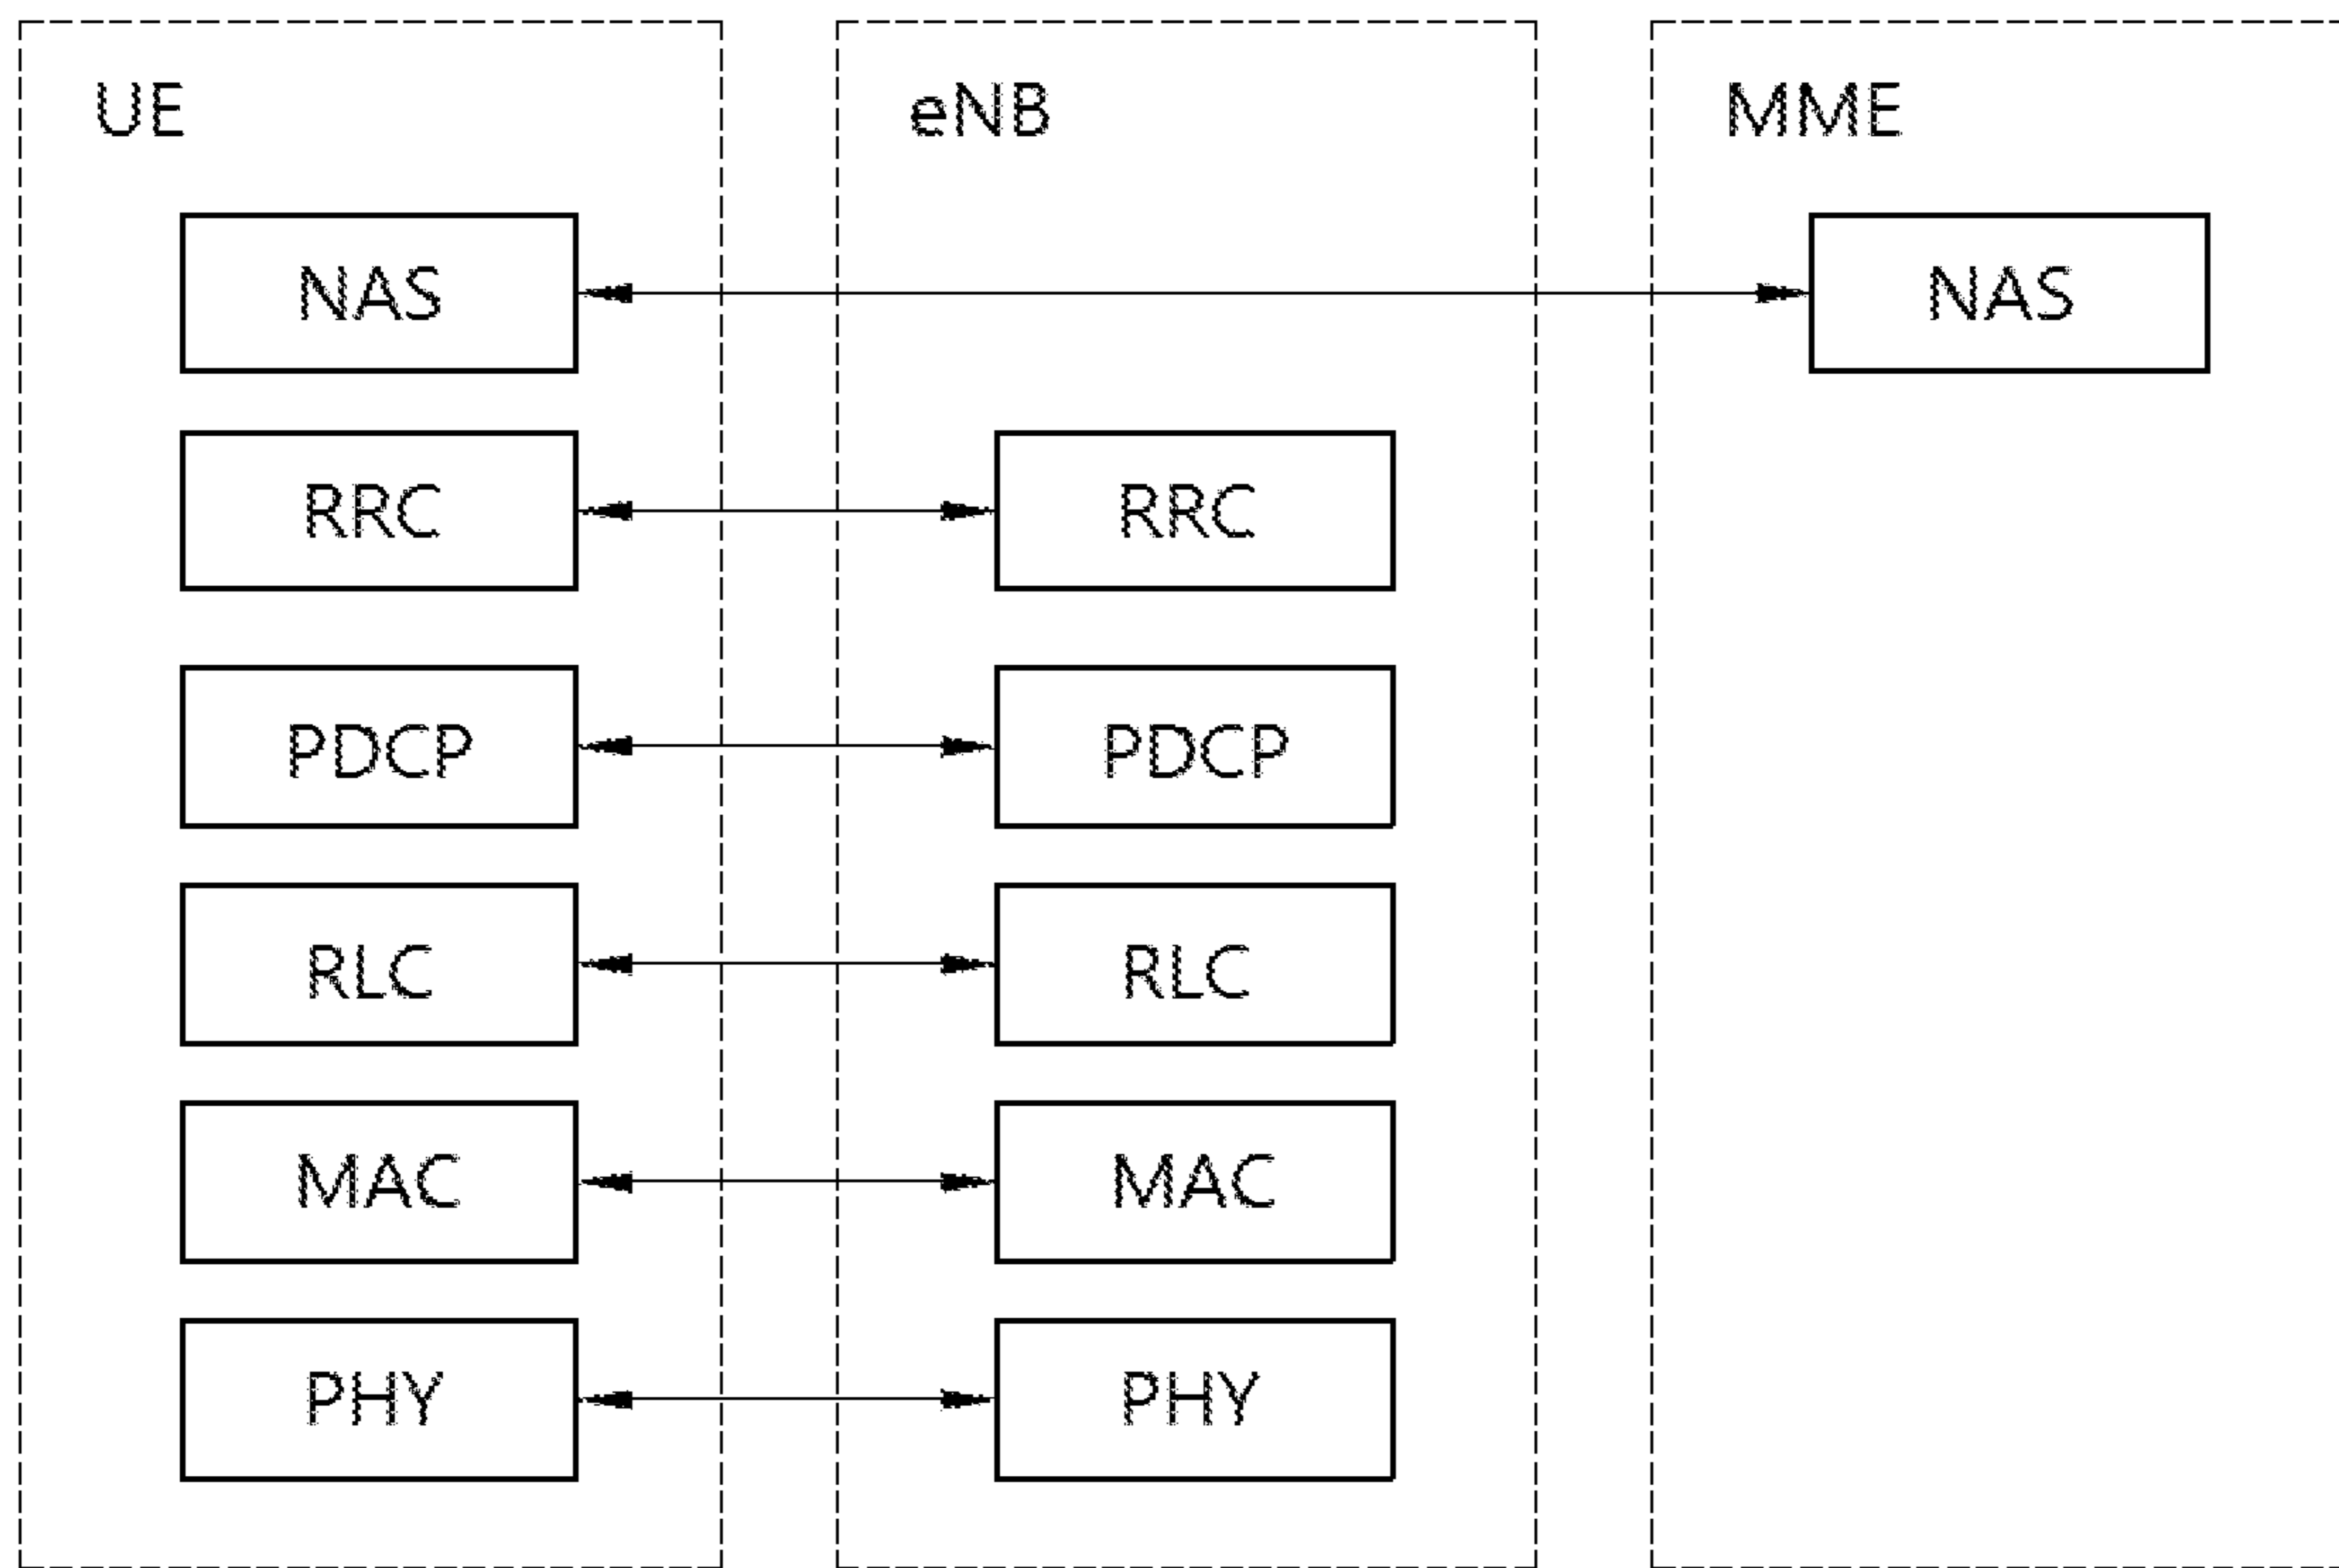 UE eNB MME
NAS NAS
RRC RRC
PDCP PDCP
RLC RLC
MAC MAC
PHY PHY